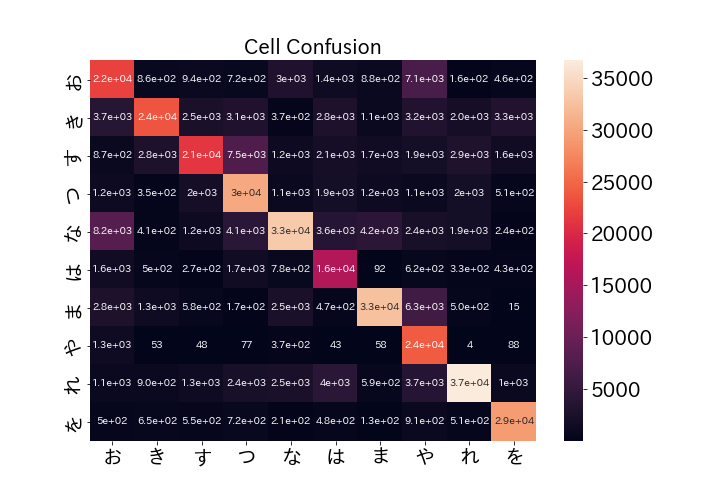 Cell Confusion
お 2.2e+04 8.6e+02 9.4e+02 7.2e+02 3e+03 1.4e+03 8.8e+02 7.1e+03 1.6e+02 4.6e+02
き 3.7e+03 2.4e+04 2.5e+03 3.1e+03 3.7e+02 2.8e+03 1.1e+03 3.2e+03 2.0e+03 3.3e+03
す 8.7e+02 2.8e+03 2.1e+04 7.5e+03 1.2e+03 2.1e+03 1.7e+03 1.9e+03 2.9e+03 1.6e+03
つ 1.2e+03 3.5e+02 2e+03 3e+04 1.1e+03 1.9e+03 1.2e+03 1.1e+03 2e+03 5.1e+02
な 8.2e+03 4.1e+02 1.2e+03 4.1e+03 3.3e+04 3.6e+03 4.2e+03 2.4e+03 1.9e+03 2.4e+02
は 1.6e+03 5e+02 2.7e+02 1.7e+03 7.8e+02 1.6e+04 92 6.2e+02 3.3e+02 4.3e+02
ま 2.8e+03 1.3e+03 5.8e+02 1.7e+02 2.5e+03 4.7e+02 3.3e+04 6.3e+03 5.0e+02 15
や 1.3e+03 53 48 77 3.7e+02 43 58 2.4e+04 4 88
れ 1.1e+03 9.0e+02 1.3e+03 2.4e+03 2.5e+03 4e+03 5.9e+02 3.7e+03 3.7e+04 1e+03
を 5e+02 6.5e+02 5.5e+02 7.2e+02 2.1e+02 4.8e+02 1.3e+02 9.1e+02 5.1e+02 2.9e+04
お き す つ な は ま や れ を
35000
30000
25000
20000
15000
10000
5000